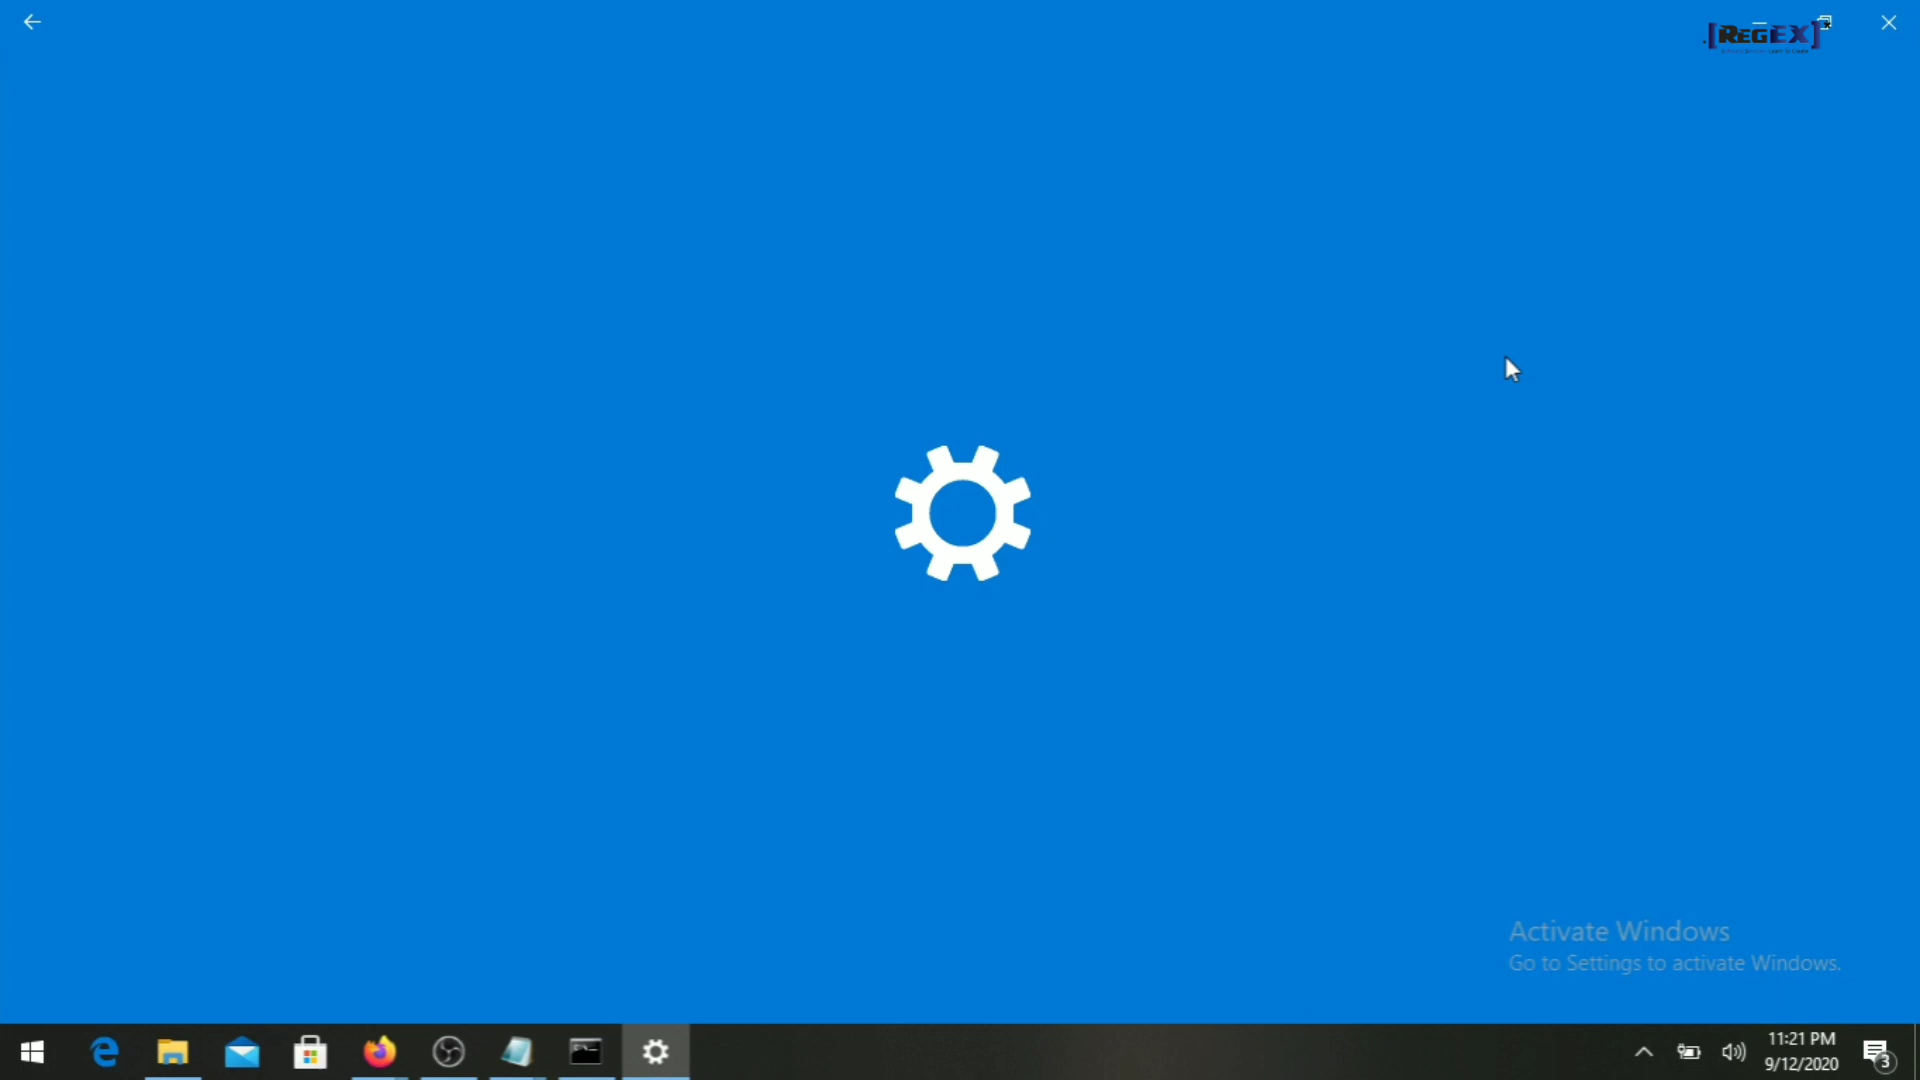 .[REGEX]
Activate Windows
Go to Settings to activate Windows.
11:21 PM
9/12/2020
3